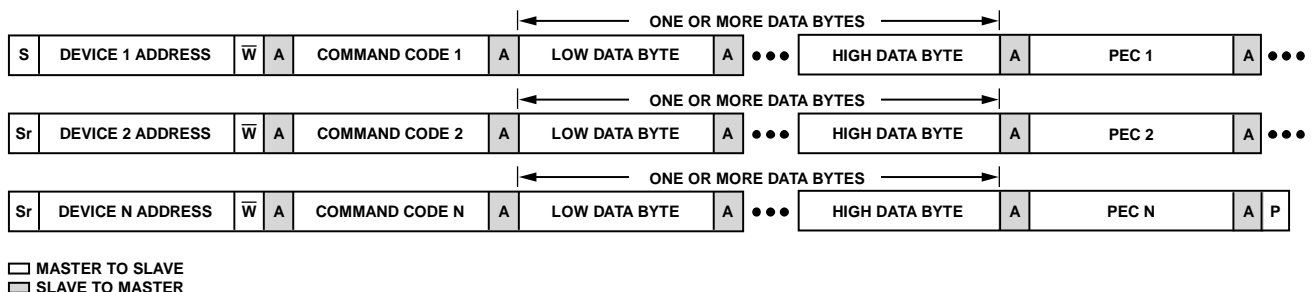 ONE OR MORE DATA BYTES
S DEVICE 1 ADDRESS W̅ A COMMAND CODE 1 A LOW DATA BYTE A ••• HIGH DATA BYTE A PEC 1 A •••
ONE OR MORE DATA BYTES
Sr DEVICE 2 ADDRESS W̅ A COMMAND CODE 2 A LOW DATA BYTE A ••• HIGH DATA BYTE A PEC 2 A •••
ONE OR MORE DATA BYTES
Sr DEVICE N ADDRESS W̅ A COMMAND CODE N A LOW DATA BYTE A ••• HIGH DATA BYTE A PEC N A P
MASTER TO SLAVE
SLAVE TO MASTER